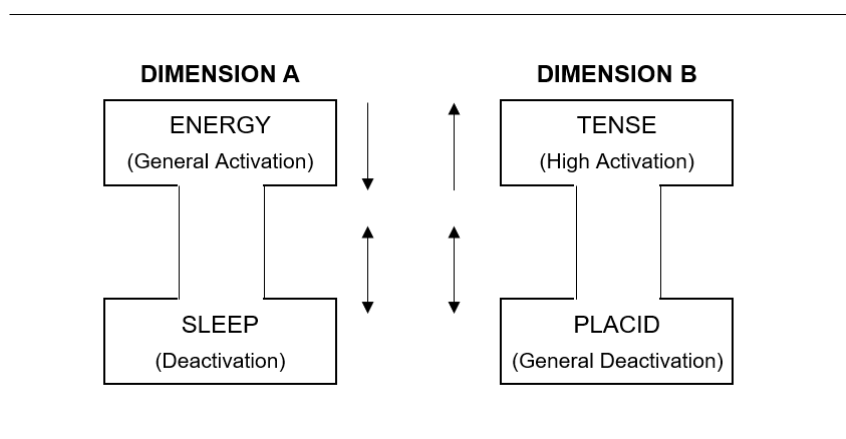 DIMENSION A
ENERGY
(General Activation)
SLEEP
(Deactivation)
DIMENSION B
TENSE
(High Activation)
PLACID
(General Deactivation)